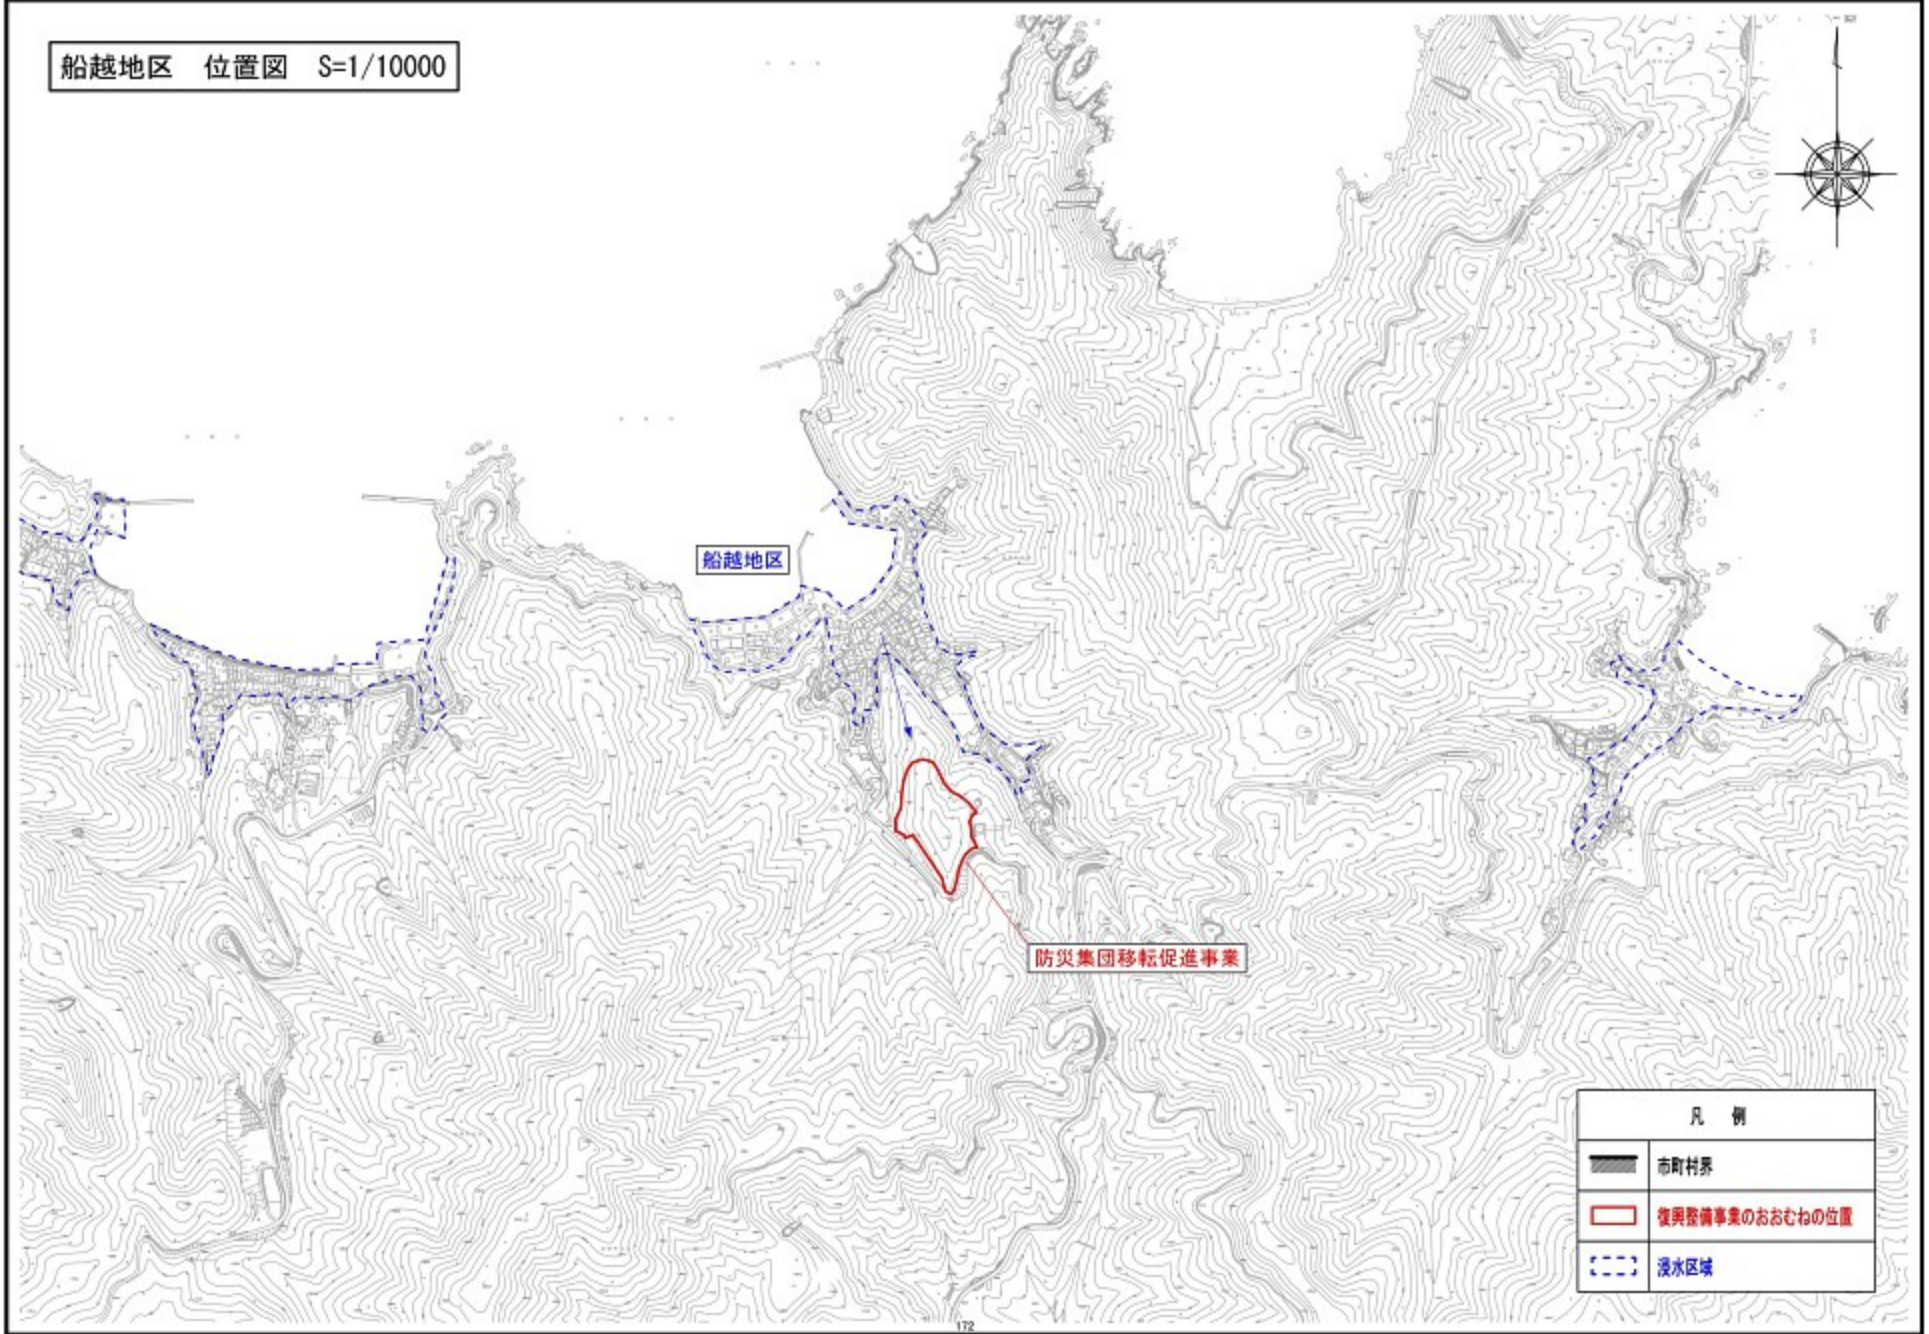 船越地区　位置図　S=1/10000
船越地区
防災集団移転促進事業
凡　例
市町村界
復興整備事業のおおむねの位置
浸水区域
172